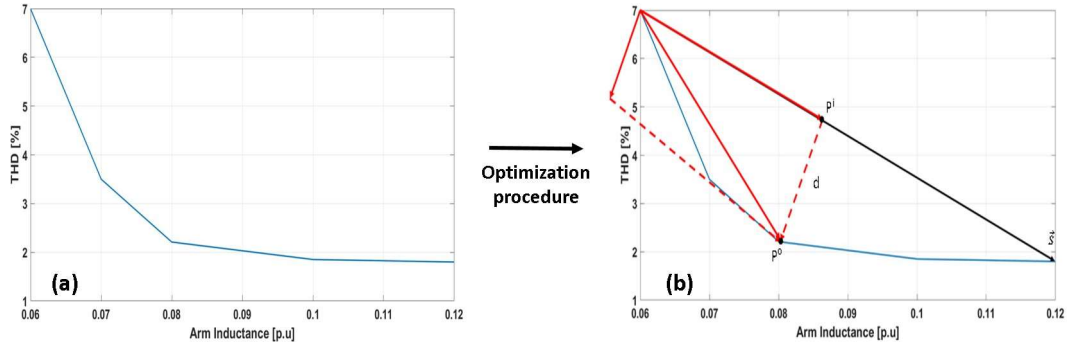 7
6
5
4
3
2
1
THD [%]
0.06
0.07
0.08
0.09
0.1
0.11
0.12
Arm Inductance [p.u]
(a)
Optimization
procedure
7
6
5
4
3
2
1
THD [%]
0.06
0.07
0.08
0.09
0.1
0.11
0.12
Arm Inductance [p.u]
(b)
pⁱ
d
pᵒ